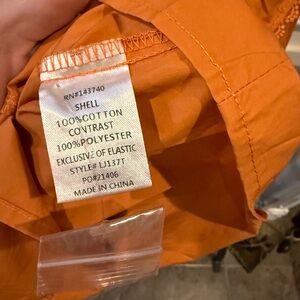 RN#143740
SHELL
100%COTTON
CONTRAST
100%POLYESTER
EXCLUSIVE OF ELASTIC
STYLE# LJ137T
PO#21406
MADE IN CHINA